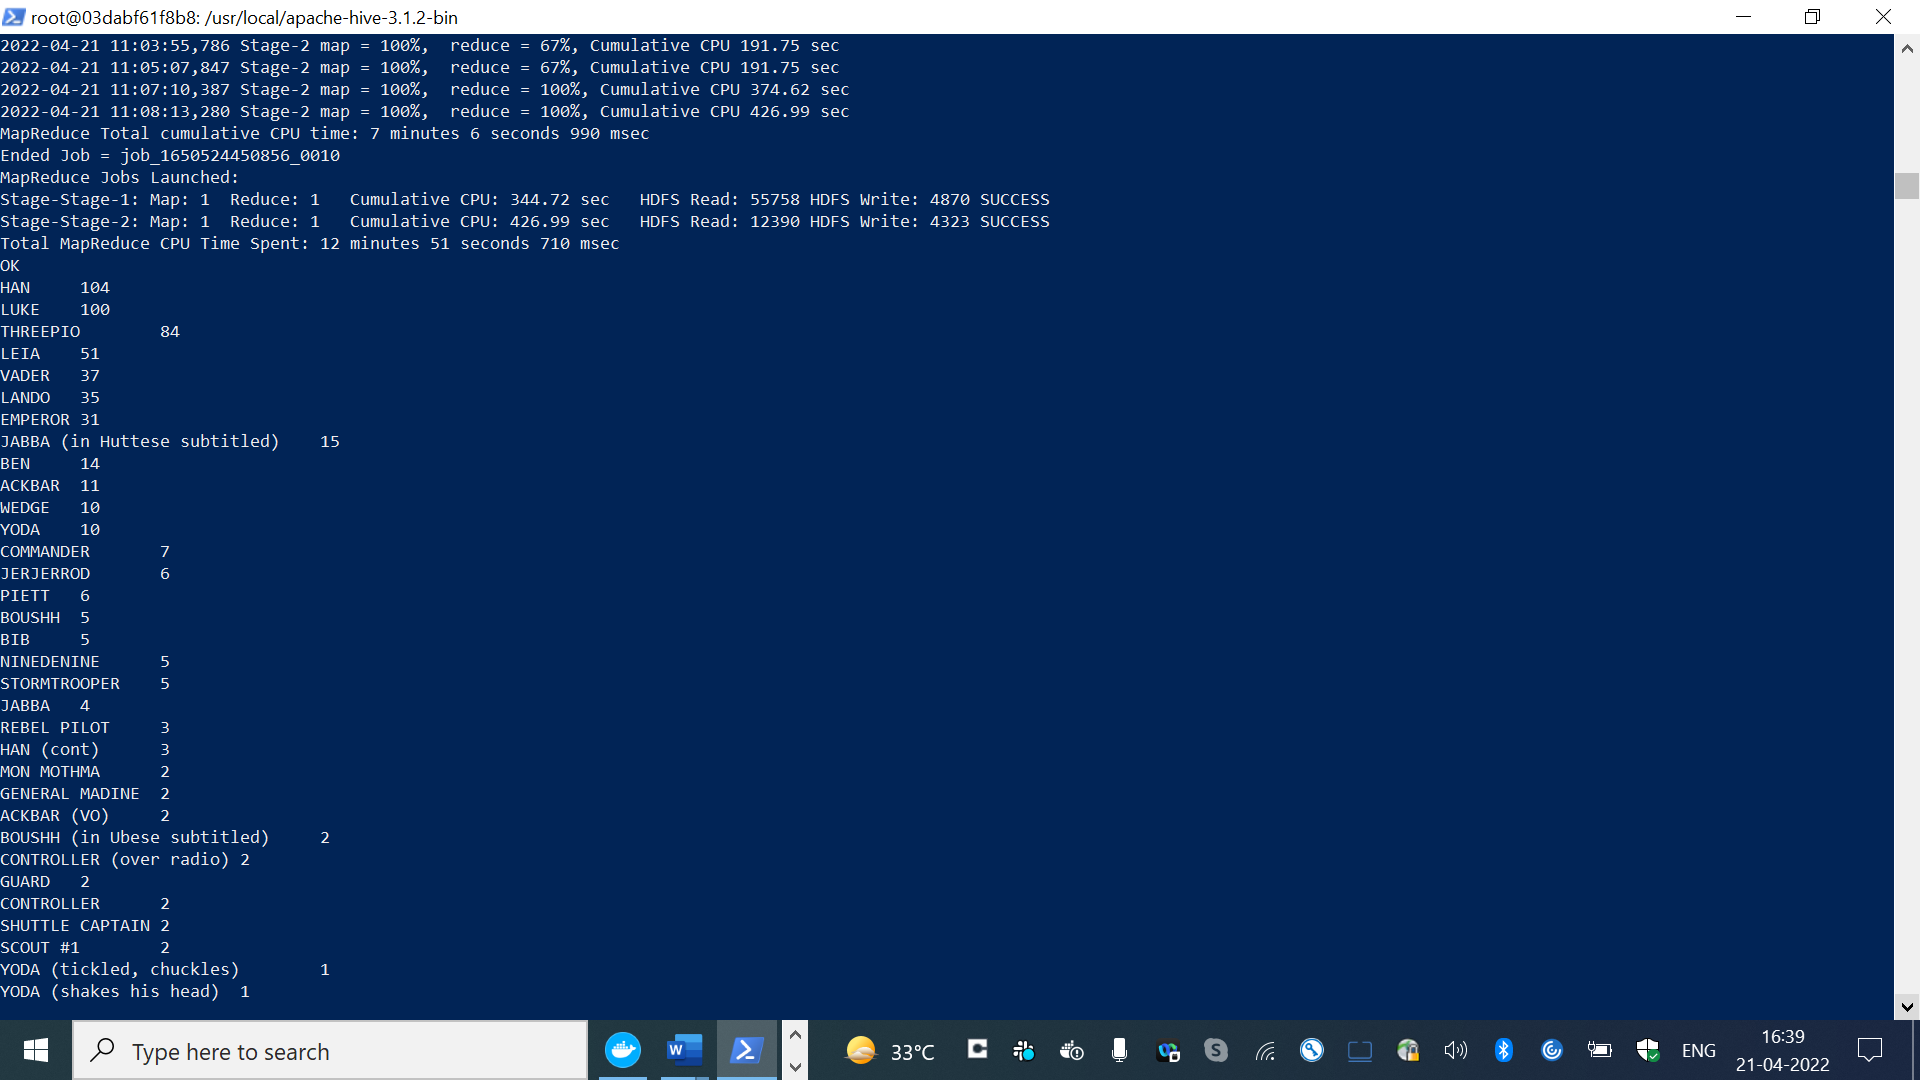 root@03dabf61f8b8: /usr/local/apache-hive-3.1.2-bin
2022-04-21 11:03:55,786 Stage-2 map = 100%,  reduce = 67%, Cumulative CPU 191.75 sec
2022-04-21 11:05:07,847 Stage-2 map = 100%,  reduce = 67%, Cumulative CPU 191.75 sec
2022-04-21 11:07:10,387 Stage-2 map = 100%,  reduce = 100%, Cumulative CPU 374.62 sec
2022-04-21 11:08:13,280 Stage-2 map = 100%,  reduce = 100%, Cumulative CPU 426.99 sec
MapReduce Total cumulative CPU time: 7 minutes 6 seconds 990 msec
Ended Job = job_1650524450856_0010
MapReduce Jobs Launched:
Stage-Stage-1: Map: 1  Reduce: 1   Cumulative CPU: 344.72 sec   HDFS Read: 55758 HDFS Write: 4870 SUCCESS
Stage-Stage-2: Map: 1  Reduce: 1   Cumulative CPU: 426.99 sec   HDFS Read: 12390 HDFS Write: 4323 SUCCESS
Total MapReduce CPU Time Spent: 12 minutes 51 seconds 710 msec
OK
HAN     104
LUKE    100
THREEPIO        84
LEIA    51
VADER   37
LANDO   35
EMPEROR 31
JABBA (in Huttese subtitled)    15
BEN     14
ACKBAR  11
WEDGE   10
YODA    10
COMMANDER       7
JERJERROD       6
PIETT   6
BOUSHH  5
BIB     5
NINEDENINE      5
STORMTROOPER    5
JABBA   4
REBEL PILOT     3
HAN (cont)      3
MON MOTHMA      2
GENERAL MADINE  2
ACKBAR (VO)     2
BOUSHH (in Ubese subtitled)     2
CONTROLLER (over radio) 2
GUARD   2
CONTROLLER      2
SHUTTLE CAPTAIN 2
SCOUT #1        2
YODA (tickled, chuckles)        1
YODA (shakes his head)  1
Type here to search
33°C
ENG
16:39
21-04-2022